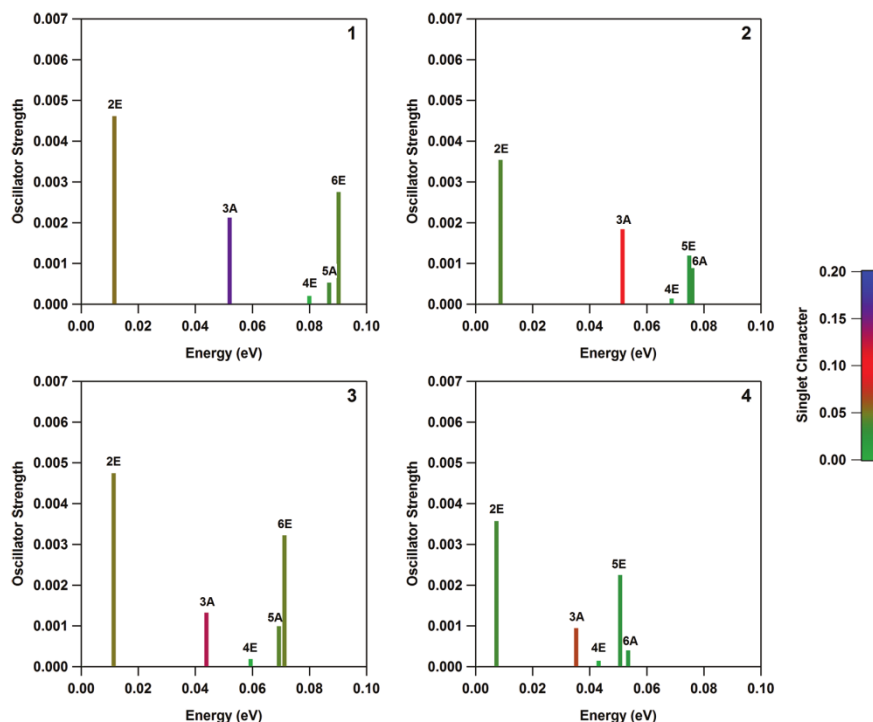 0.007
0.006
0.005
0.004
0.003
0.002
0.001
0.000
Oscillator Strength
1
2E
3A
4E
5A
6E
0.00 0.02 0.04 0.06 0.08 0.10
Energy (eV)
0.007
0.006
0.005
0.004
0.003
0.002
0.001
0.000
Oscillator Strength
2
2E
3A
4E
5E
6A
0.00 0.02 0.04 0.06 0.08 0.10
Energy (eV)
0.007
0.006
0.005
0.004
0.003
0.002
0.001
0.000
Oscillator Strength
3
2E
3A
4E
5A
6E
0.00 0.02 0.04 0.06 0.08 0.10
Energy (eV)
0.007
0.006
0.005
0.004
0.003
0.002
0.001
0.000
Oscillator Strength
4
2E
3A
4E
5E
6A
0.00 0.02 0.04 0.06 0.08 0.10
Energy (eV)
Singlet Character
0.20
0.15
0.10
0.05
0.00